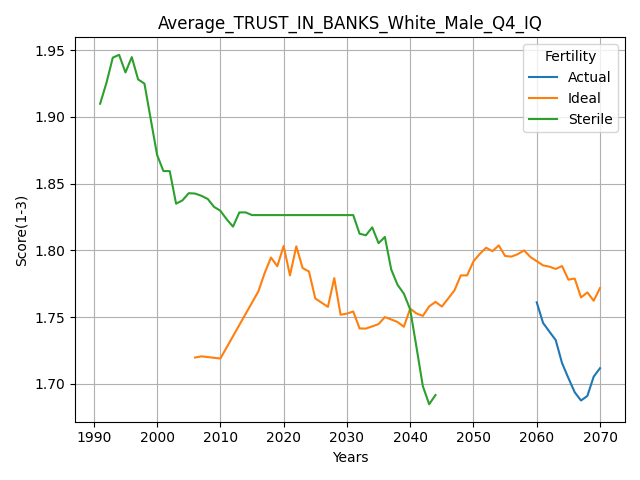 Average_TRUST_IN_BANKS_White_Male_Q4_IQ
Fertility
Actual
Ideal
Sterile
Score(1-3)
1.95
1.90
1.85
1.80
1.75
1.70
1990 2000 2010 2020 2030 2040 2050 2060 2070
Years